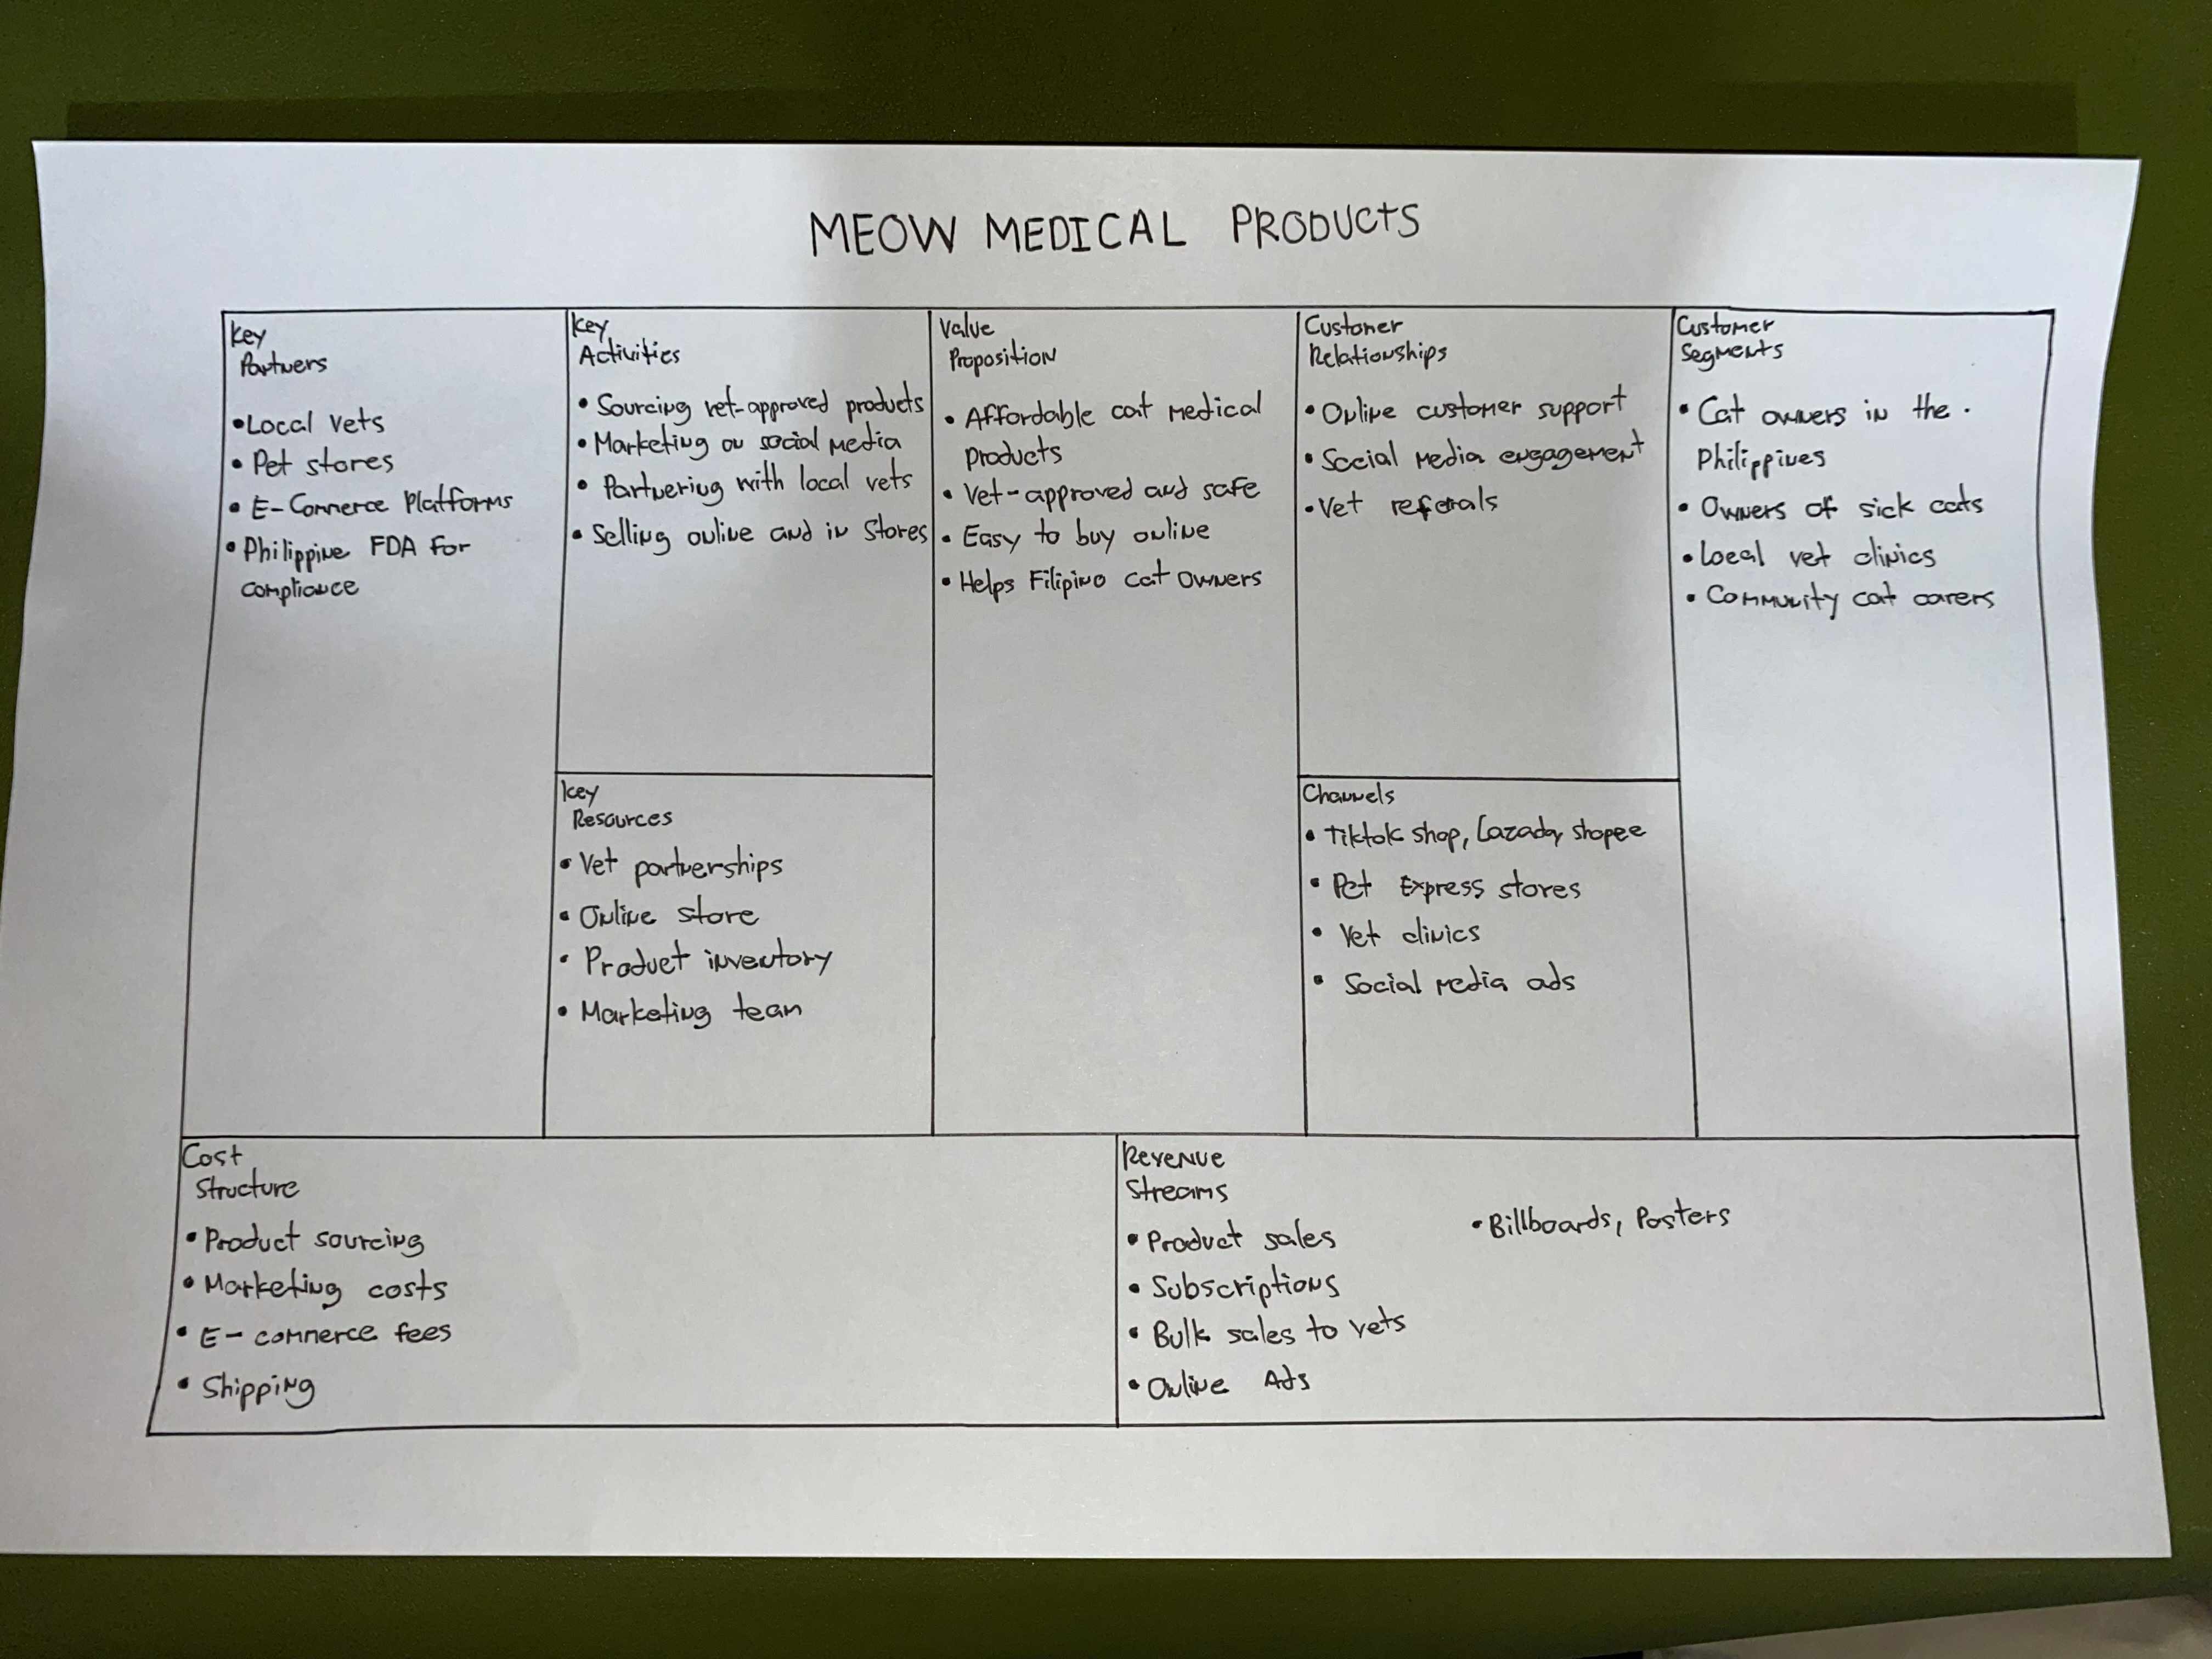 MEOW MEDICAL PRODUCTS
Key
Partners
• Local vets
• Pet stores
• E-Commerce Platforms
• Philippine FDA for
compliance
Key
Activities
• Sourcing vet-approved products
• Marketing on social media
• Partnering with local vets
• Selling online and in stores
Key
Resources
• Vet partnerships
• Online store
• Product inventory
• Marketing team
Value
Proposition
• Affordable cat medical
products
• Vet-approved and safe
• Easy to buy online
• Helps Filipino cat owners
Customer
Relationships
• Online customer support
• Social media engagement
• Vet referals
Channels
• Tiktok shop, Lazada, shopee
• Pet Express stores
• Vet clinics
• Social media ads
Customer
Segments
• Cat owners in the .
Philippines
• Owners of sick cats
• Local vet clinics
• Community cat carers
Cost
Structure
• Product sourcing
• Marketing costs
• E-commerce fees
• Shipping
Revenue
Streams
• Product sales
• Subscriptions
• Bulk sales to vets
• Online Ads
• Billboards, Posters